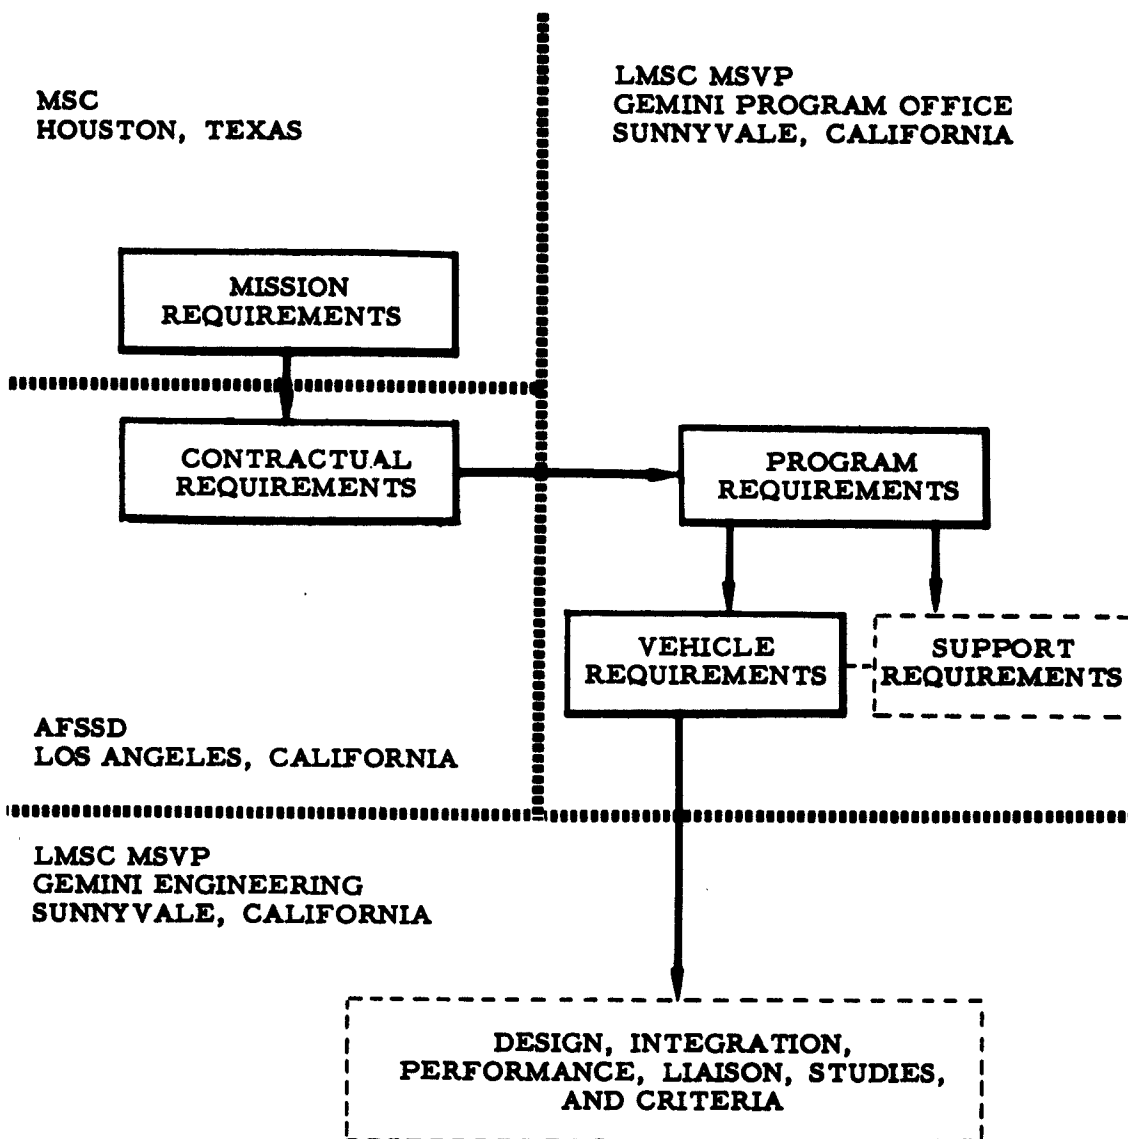 MSC
HOUSTON, TEXAS
LMSC MSVP
GEMINI PROGRAM OFFICE
SUNNYVALE, CALIFORNIA
MISSION
REQUIREMENTS
CONTRACTUAL
REQUIREMENTS
PROGRAM
REQUIREMENTS
VEHICLE
REQUIREMENTS
SUPPORT
REQUIREMENTS
AFSSD
LOS ANGELES, CALIFORNIA
LMSC MSVP
GEMINI ENGINEERING
SUNNYVALE, CALIFORNIA
DESIGN, INTEGRATION,
PERFORMANCE, LIAISON, STUDIES,
AND CRITERIA